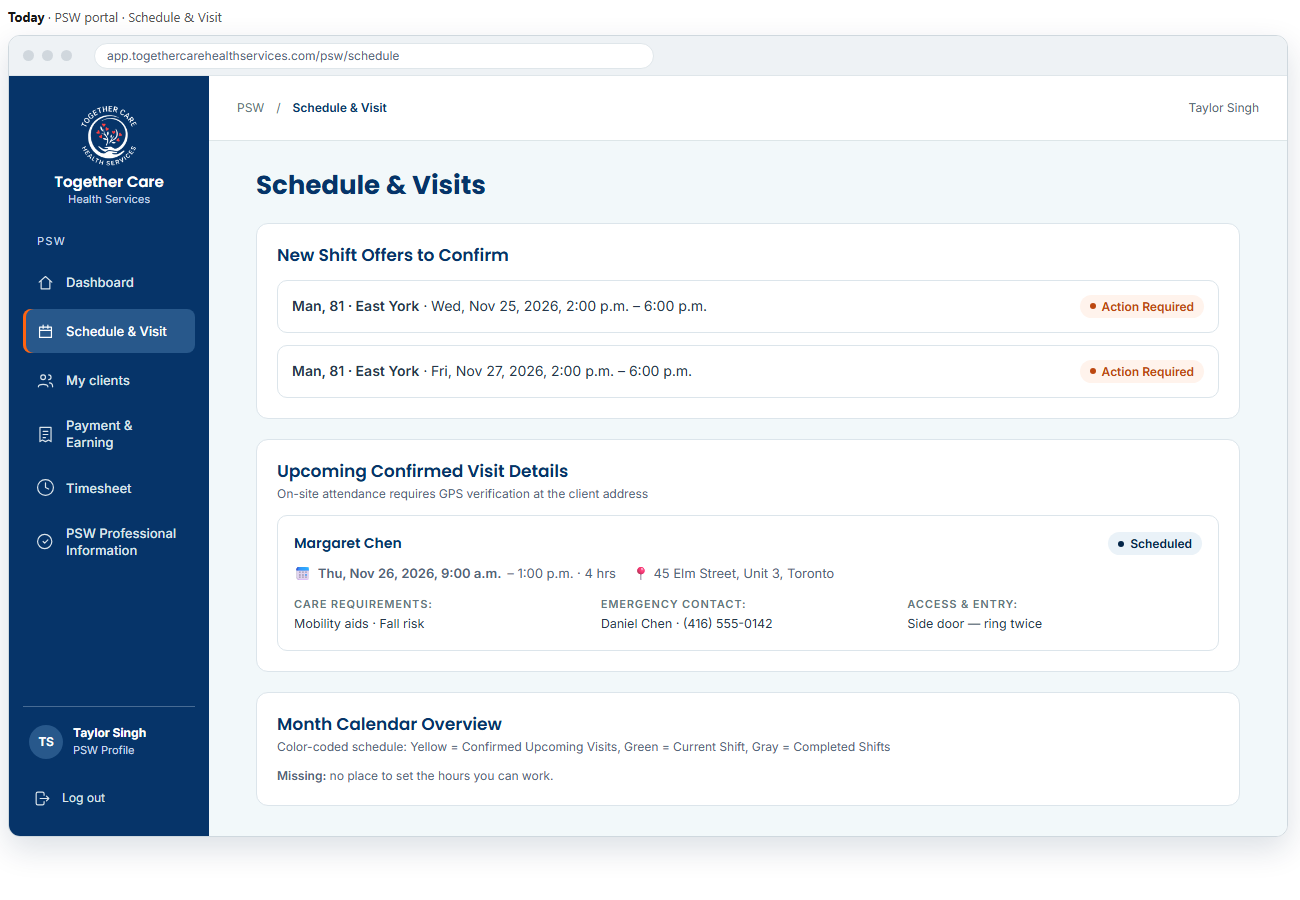 Today · PSW portal · Schedule & Visit
app.togethercarehealthservices.com/psw/schedule
TOGETHER CARE
HEALTH SERVICES
Together Care
Health Services
PSW
Dashboard
Schedule & Visit
My clients
Payment &
Earning
Timesheet
PSW Professional
Information
TS
Taylor Singh
PSW Profile
Log out
PSW / Schedule & Visit
Taylor Singh
Schedule & Visits
New Shift Offers to Confirm
Man, 81 · East York · Wed, Nov 25, 2026, 2:00 p.m. – 6:00 p.m.
Action Required
Man, 81 · East York · Fri, Nov 27, 2026, 2:00 p.m. – 6:00 p.m.
Action Required
Upcoming Confirmed Visit Details
On-site attendance requires GPS verification at the client address
Margaret Chen
Scheduled
Thu, Nov 26, 2026, 9:00 a.m. – 1:00 p.m. · 4 hrs
45 Elm Street, Unit 3, Toronto
CARE REQUIREMENTS:
Mobility aids · Fall risk
EMERGENCY CONTACT:
Daniel Chen · (416) 555-0142
ACCESS & ENTRY:
Side door — ring twice
Month Calendar Overview
Color-coded schedule: Yellow = Confirmed Upcoming Visits, Green = Current Shift, Gray = Completed Shifts
Missing: no place to set the hours you can work.